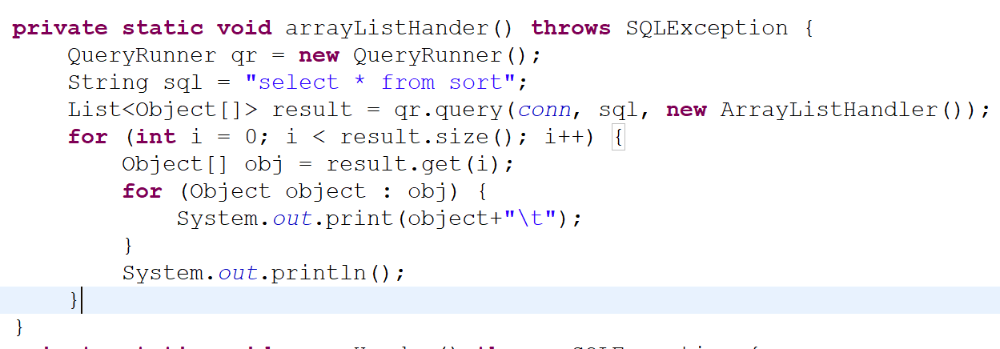 private static void arrayListHander() throws SQLException {
    QueryRunner qr = new QueryRunner();
    String sql = "select * from sort";
    List<Object[]> result = qr.query(conn, sql, new ArrayListHandler());
    for (int i = 0; i < result.size(); i++) {
        Object[] obj = result.get(i);
        for (Object object : obj) {
            System.out.print(object+"\t");
        }
        System.out.println();
    }
}